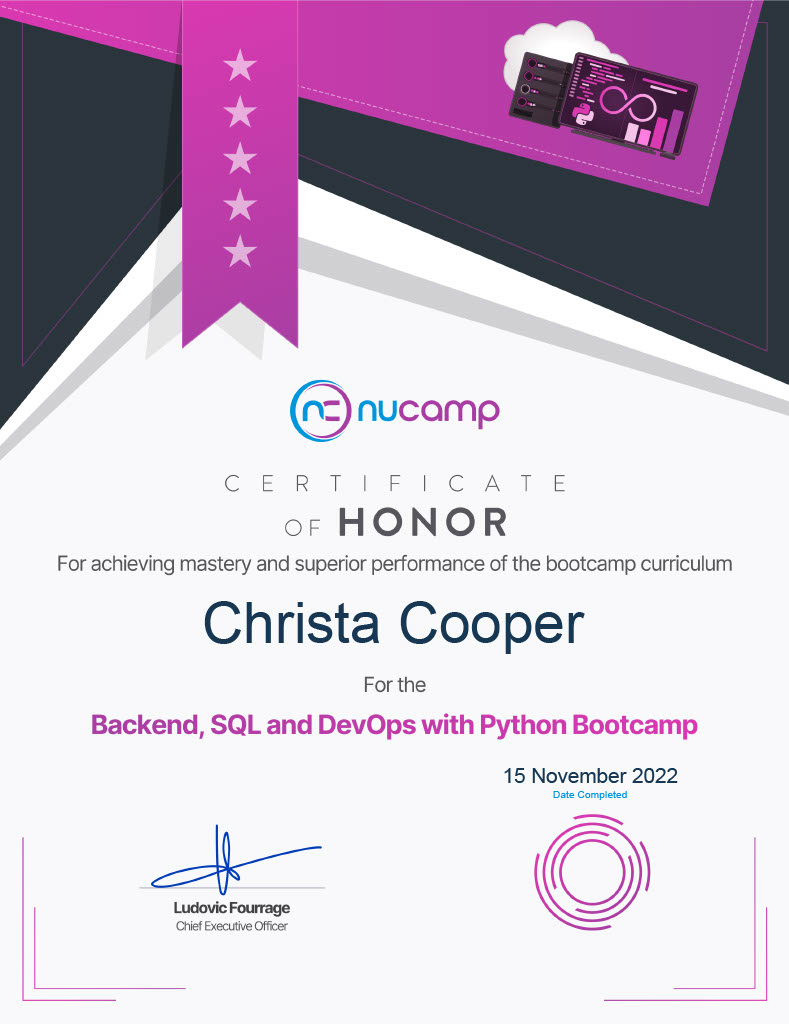 nc nucamp
CERTIFICATE
OF HONOR
For achieving mastery and superior performance of the bootcamp curriculum
Christa Cooper
For the
Backend, SQL and DevOps with Python Bootcamp
15 November 2022
Date Completed
Ludovic Fourrage
Chief Executive Officer